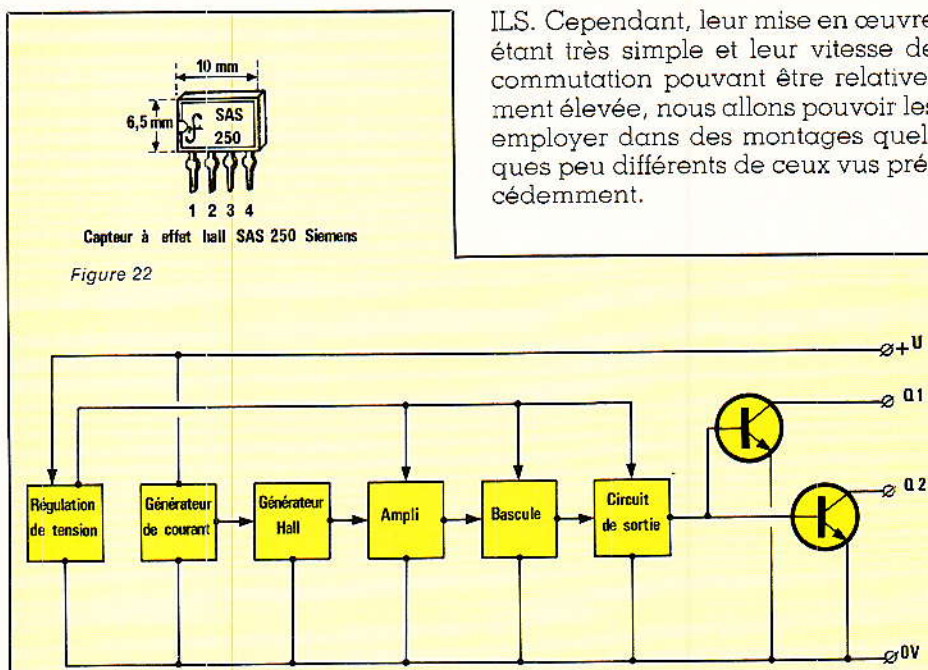 ILS. Cependant, leur mise en œuvre
étant très simple et leur vitesse de
commutation pouvant être relative-
ment élevée, nous allons pouvoir les
employer dans des montages quel-
ques peu différents de ceux vus pré-
cédemment.
10 mm
6,5 mm
SAS
250
1 2 3 4
Capteur à effet hall SAS 250 Siemens
Figure 22
+U
Q1
Q2
Régulation
de tension
Générateur
de courant
Générateur
Hall
Ampli
Bascule
Circuit
de sortie
0V